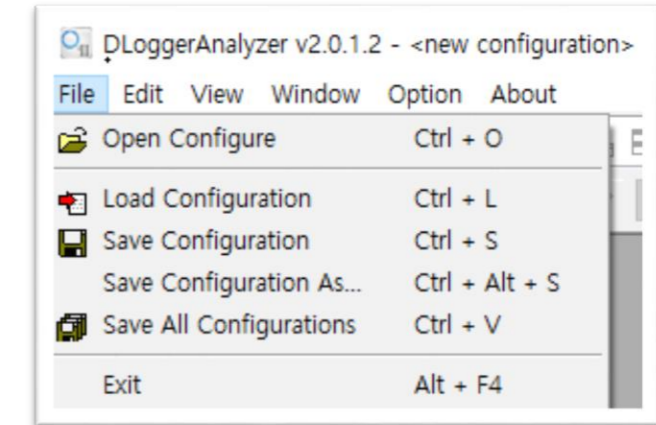 DLoggerAnalyzer v2.0.1.2 - <new configuration>
File Edit View Window Option About
Open Configure Ctrl + O
Load Configuration Ctrl + L
Save Configuration Ctrl + S
Save Configuration As... Ctrl + Alt + S
Save All Configurations Ctrl + V
Exit Alt + F4